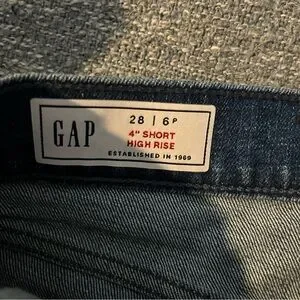 GAP
28 | 6P
4" SHORT
HIGH RISE
ESTABLISHED IN 1969